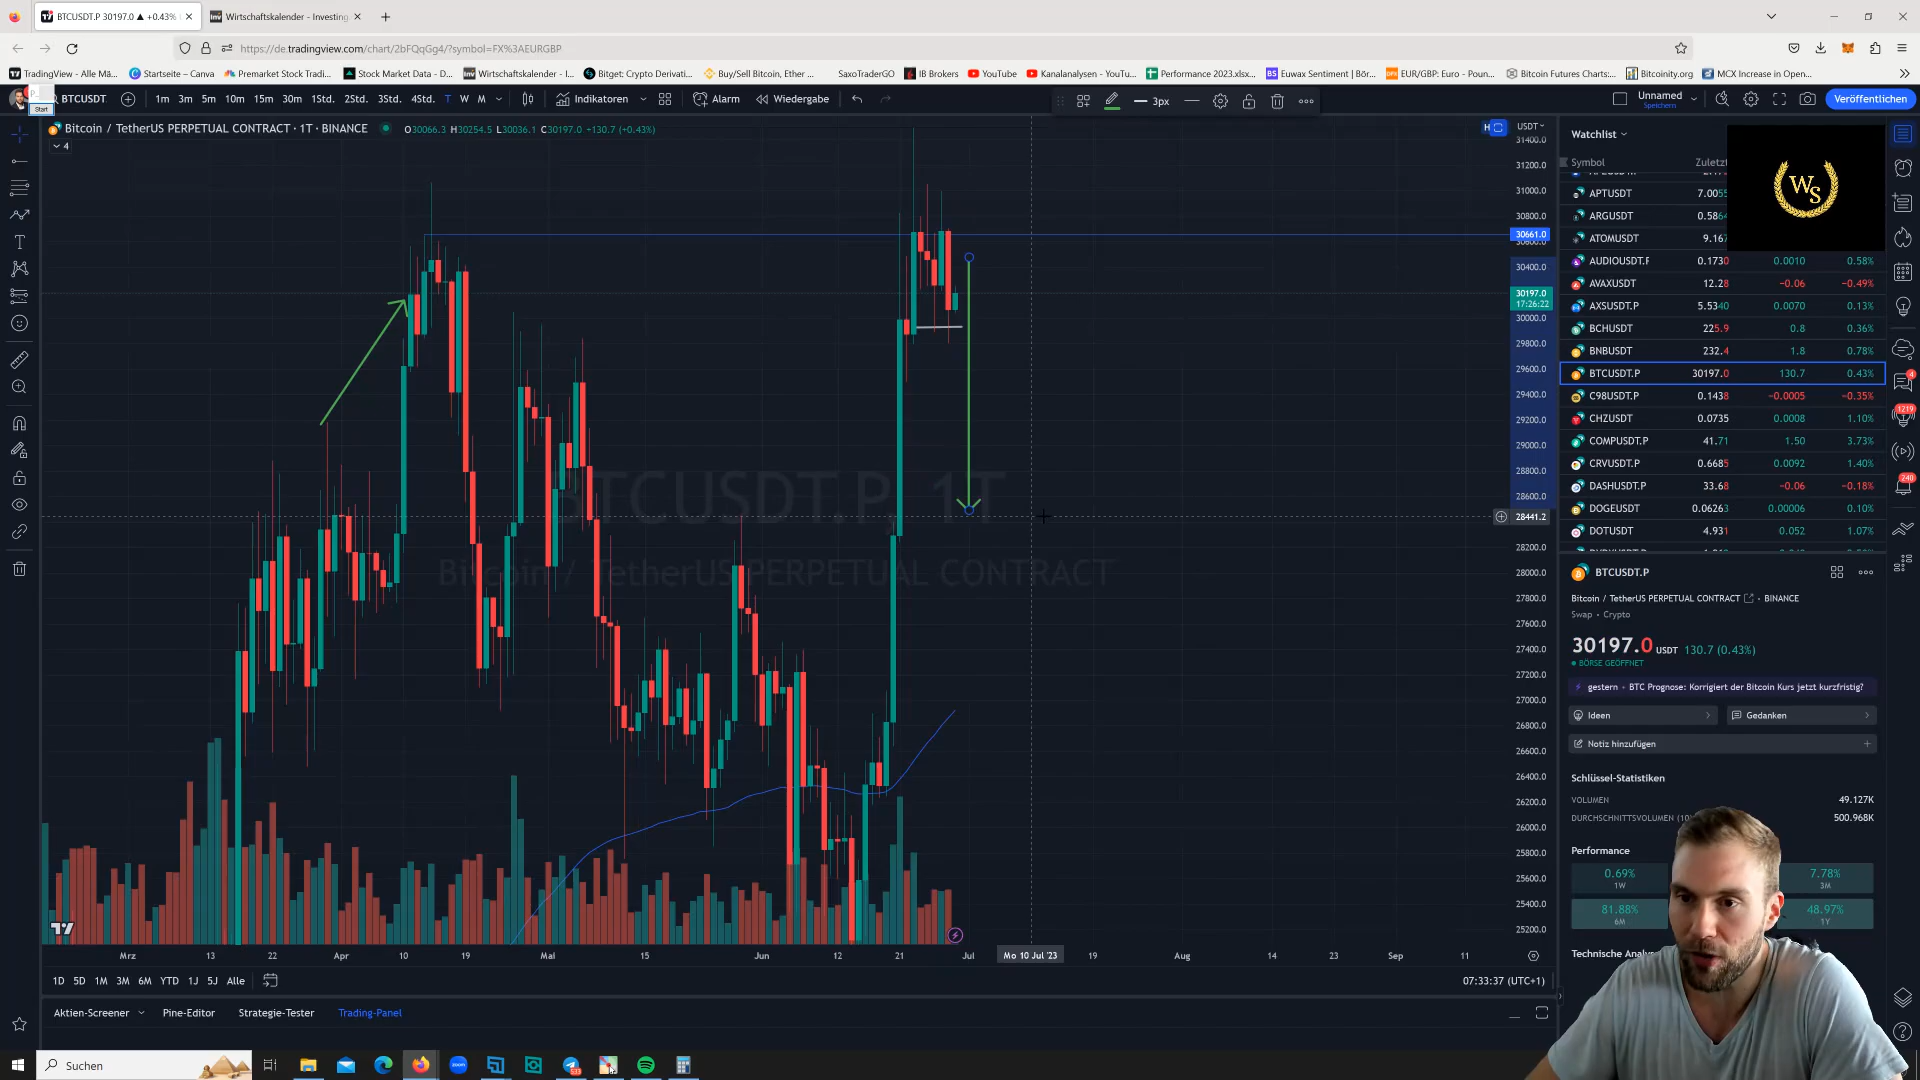 BTCUSDT.P 30197.0 ▲ +0.43%
Wirtschaftskalender - Investing
https://de.tradingview.com/chart/2bFQqGg4/?symbol=FX%3AEURGBP
TradingView - Alle Mä...
Startseite – Canva
Premarket Stock Tradi...
Stock Market Data - D...
Wirtschaftskalender - I...
Bitget: Crypto Derivati...
Buy/Sell Bitcoin, Ether ...
SaxoTraderGO
IB Brokers
YouTube
Kanalanalysen - YouT...
Performance 2023.xlsx...
Euwax Sentiment | Bör...
EUR/GBP: Euro - Poun...
Bitcoin Futures Charts:...
Bitcoinity.org
MCX Increase in Open...
Start
BTCUSDT
1m 3m 5m 10m 15m 30m 1Std. 2Std. 3Std. 4Std. T W M
Indikatoren
Alarm
Wiedergabe
3px
Unnamed
Speichern
Veröffentlichen
Bitcoin / TetherUS PERPETUAL CONTRACT · 1T · BINANCE
O30066.3 H30254.5 L30036.1 C30197.0 +130.7 (+0.43%)
4
USDT
31400.0
31200.0
31000.0
30800.0
30661.0
30600.0
30400.0
30197.0
17:26:22
30000.0
29800.0
29600.0
29400.0
29200.0
29000.0
28800.0
28600.0
28441.2
28200.0
28000.0
27800.0
27600.0
27400.0
27200.0
27000.0
26800.0
26600.0
26400.0
26200.0
26000.0
25800.0
25600.0
25400.0
25200.0
BTCUSDT.P, 1T
Bitcoin / TetherUS PERPETUAL CONTRACT
Mrz 13 22 Apr 10 19 Mai 15 Jun 12 21 Jul Mo 10 Jul '23 19 Aug 14 23 Sep 11
1D 5D 1M 3M 6M YTD 1J 5J Alle
07:33:37 (UTC+1)
Aktien-Screener
Pine-Editor
Strategie-Tester
Trading-Panel
Suchen
Watchlist
Symbol Zuletzt
WS
APTUSDT 7.0055
ARGUSDT 0.5864
ATOMUSDT 9.167
AUDIOUSDT.F 0.1730 0.0010 0.58%
AVAXUSDT 12.28 −0.06 −0.49%
AXSUSDT.P 5.5340 0.0070 0.13%
BCHUSDT 225.9 0.8 0.36%
BNBUSDT 232.4 1.8 0.78%
BTCUSDT.P 30197.0 130.7 0.43%
C98USDT.P 0.1438 −0.0005 −0.35%
CHZUSDT 0.0735 0.0008 1.10%
COMPUSDT.P 41.71 1.50 3.73%
CRVUSDT.P 0.6685 0.0092 1.40%
DASHUSDT.P 33.68 −0.06 −0.18%
DOGEUSDT 0.06263 0.00006 0.10%
DOTUSDT 4.931 0.052 1.07%
BTCUSDT.P
Bitcoin / TetherUS PERPETUAL CONTRACT · BINANCE
Swap · Crypto
30197.0 USDT 130.7 (0.43%)
BÖRSE GEÖFFNET
gestern · BTC Prognose: Korrigiert der Bitcoin Kurs jetzt kurzfristig?
Ideen
Gedanken
Notiz hinzufügen
Schlüssel-Statistiken
VOLUMEN 49.127K
DURCHSCHNITTSVOLUMEN 500.968K
Performance
0.69%
1W
7.78%
3M
81.88%
6M
48.97%
1Y
Technische Analys
4
1219
240